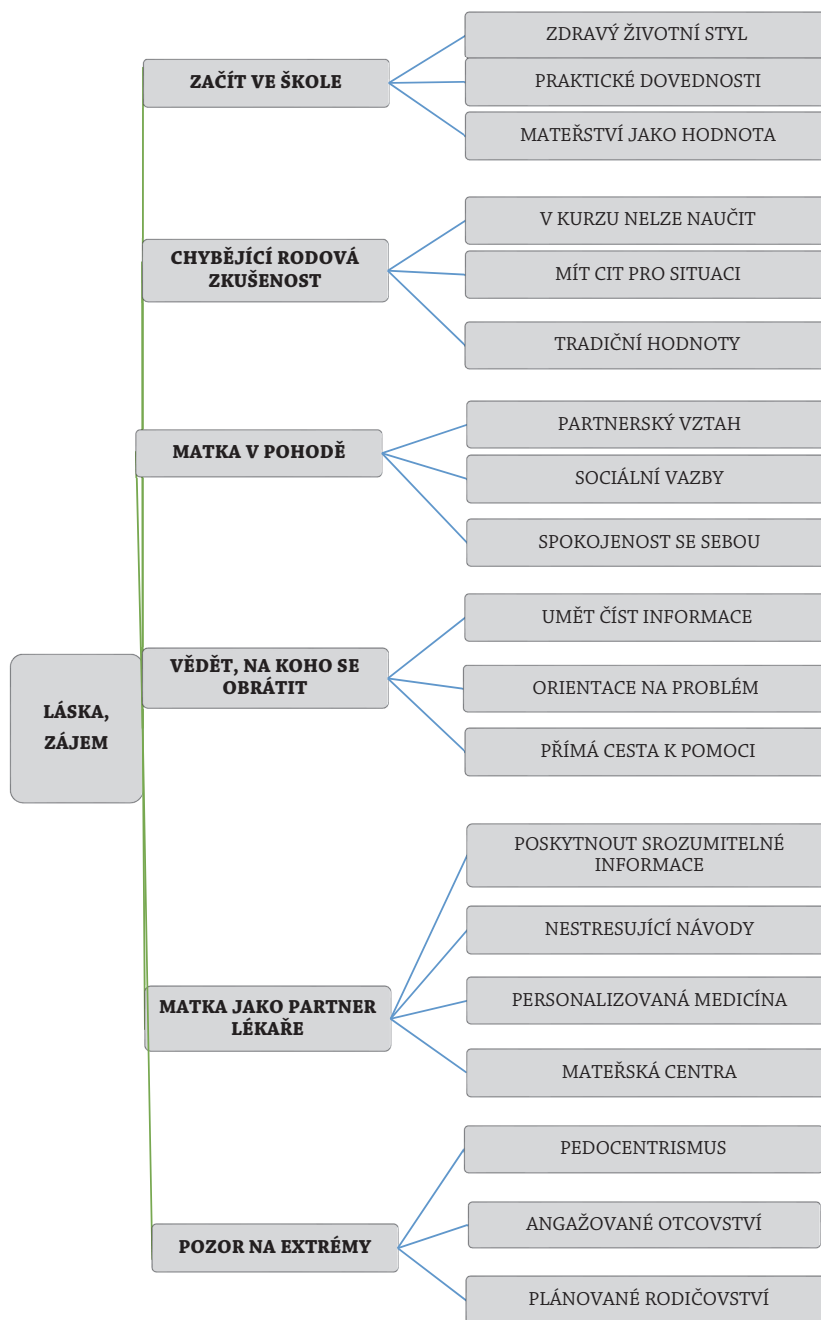 ZAČÍT VE ŠKOLE
ZDRAVÝ ŽIVOTNÍ STYL
PRAKTICKÉ DOVEDNOSTI
MATEŘSTVÍ JAKO HODNOTA
CHYBĚJÍCÍ RODOVÁ
ZKUŠENOST
V KURZU NELZE NAUČIT
MÍT CIT PRO SITUACI
TRADIČNÍ HODNOTY
MATKA V POHODĚ
PARTNERSKÝ VZTAH
SOCIÁLNÍ VAZBY
SPOKOJENOST SE SEBOU
LÁSKA,
ZÁJEM
VĚDĚT, NA KOHO SE
OBRÁTIT
UMĚT ČÍST INFORMACE
ORIENTACE NA PROBLÉM
PŘÍMÁ CESTA K POMOCI
MATKA JAKO PARTNER
LÉKAŘE
POSKYTNOUT SROZUMITELNÉ
INFORMACE
NESTRESUJÍCÍ NÁVODY
PERSONALIZOVANÁ MEDICÍNA
MATEŘSKÁ CENTRA
POZOR NA EXTRÉMY
PEDOCENTRISMUS
ANGAŽOVANÉ OTCOVSTVÍ
PLÁNOVANÉ RODIČOVSTVÍ